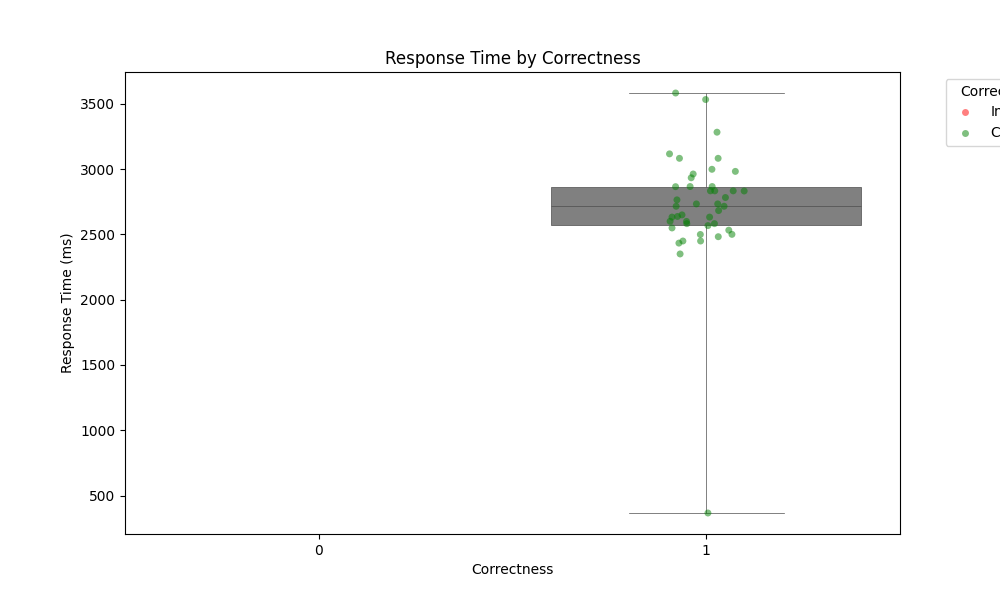 Response Time by Correctness
Response Time (ms)
3500
3000
2500
2000
1500
1000
500
0
1
Correctness
Correc
In
C